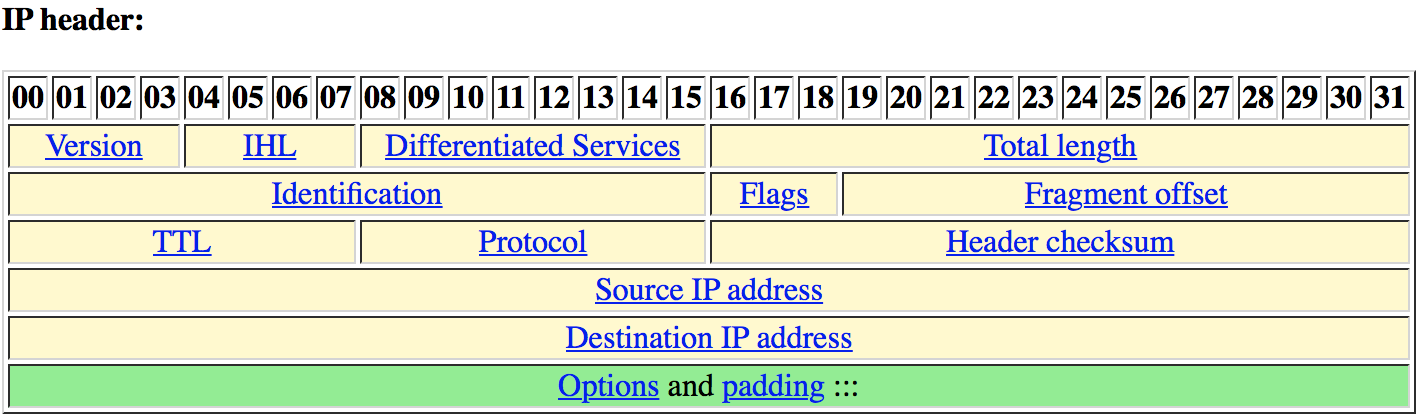 IP header:
00 01 02 03 04 05 06 07 08 09 10 11 12 13 14 15 16 17 18 19 20 21 22 23 24 25 26 27 28 29 30 31
Version IHL Differentiated Services Total length
Identification Flags Fragment offset
TTL Protocol Header checksum
Source IP address
Destination IP address
Options and padding :::